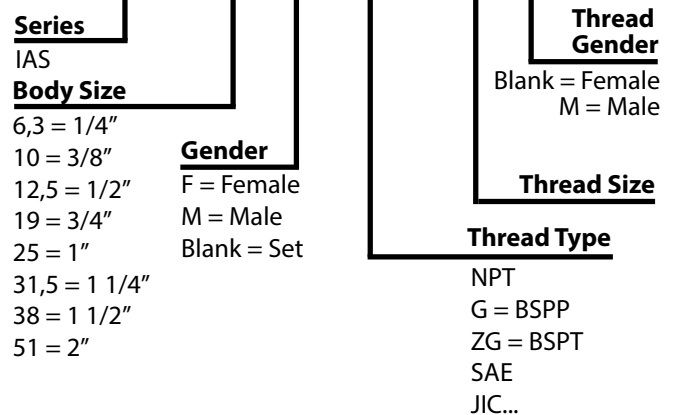 Series
IAS
Body Size
6,3 = 1/4”
10 = 3/8”
12,5 = 1/2”
19 = 3/4”
25 = 1”
31,5 = 1 1/4”
38 = 1 1/2”
51 = 2”
Gender
F = Female
M = Male
Blank = Set
Thread
Gender
Blank = Female
M = Male
Thread Size
Thread Type
NPT
G = BSPP
ZG = BSPT
SAE
JIC...